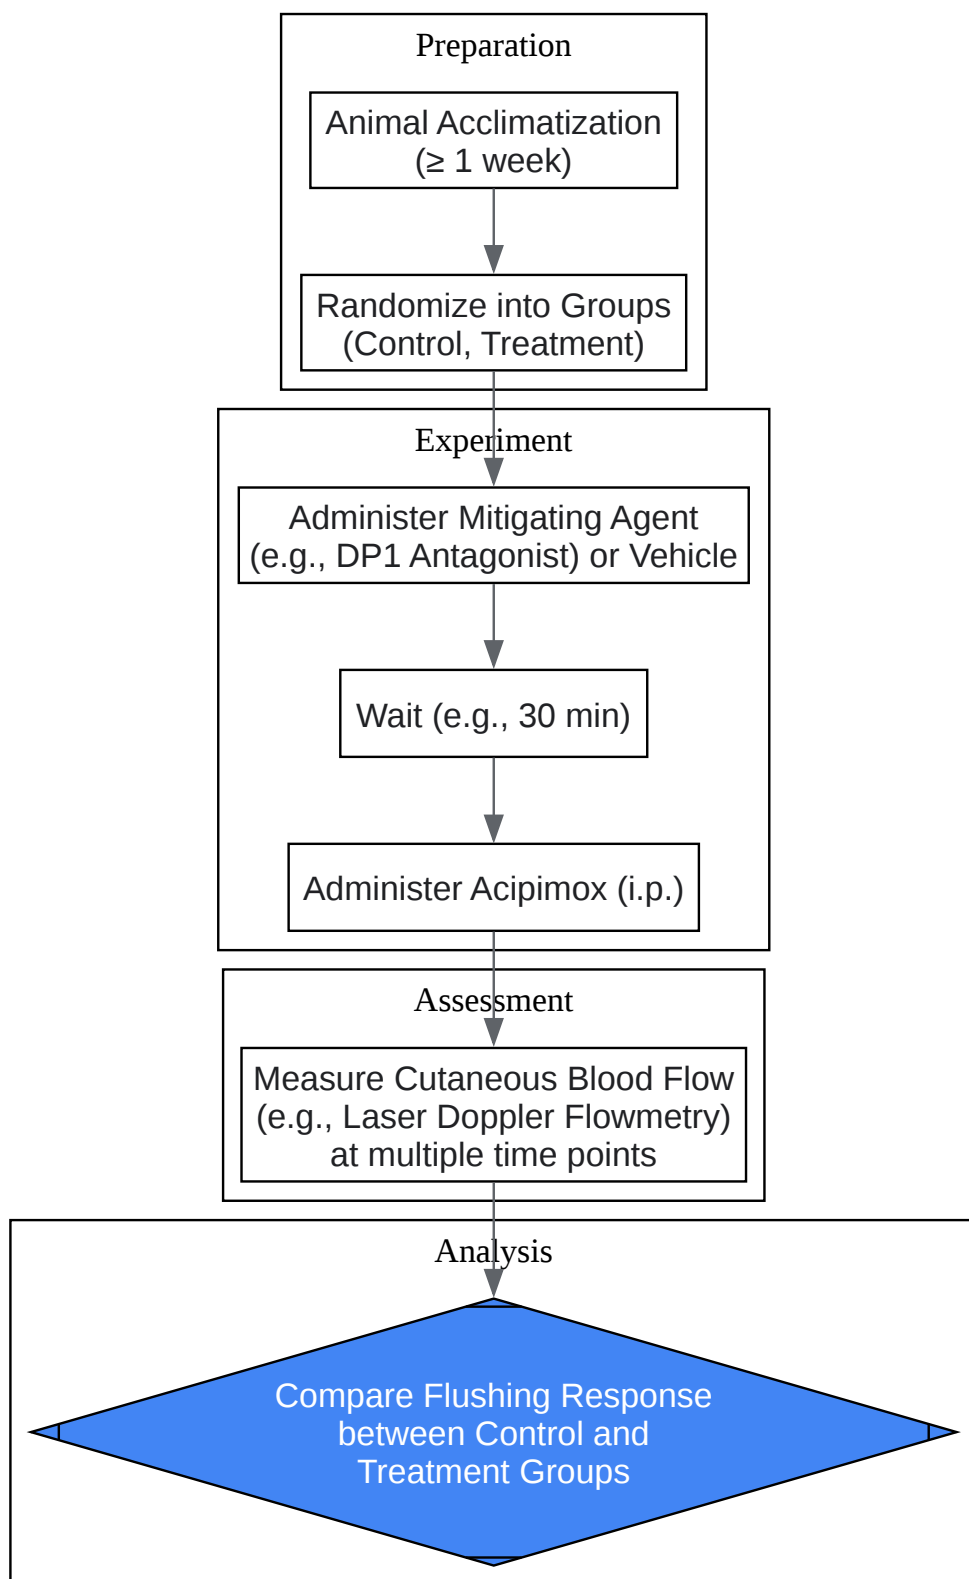 Preparation
Animal Acclimatization
(≥ 1 week)
Randomize into Groups
(Control, Treatment)
Experiment
Administer Mitigating Agent
(e.g., DP1 Antagonist) or Vehicle
Wait (e.g., 30 min)
Administer Acipimox (i.p.)
Assessment
Measure Cutaneous Blood Flow
(e.g., Laser Doppler Flowmetry)
at multiple time points
Analysis
Compare Flushing Response
between Control and
Treatment Groups